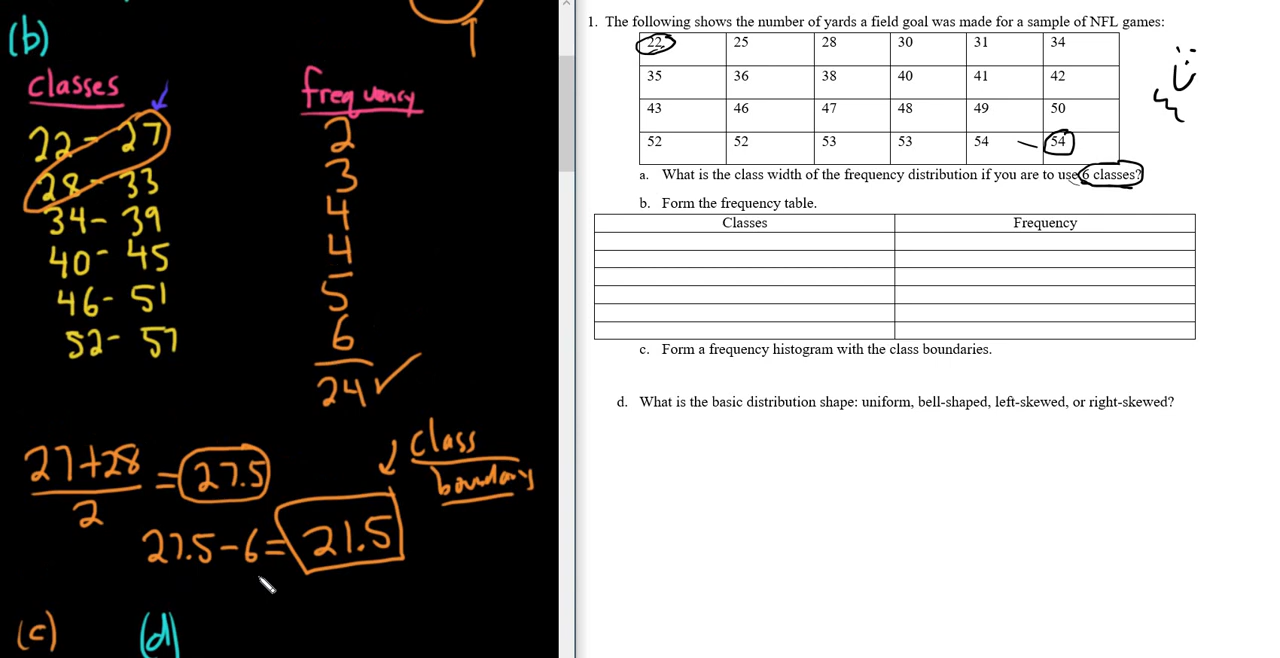 (b)
classes frequency
22 - 27 2
28 - 33 3
34 - 39 4
40 - 45 4
46 - 51 5
52 - 57 6
24 ✓
27+28
2
= 27.5
class
boundary
27.5 - 6 = 21.5
(c) (d)
1. The following shows the number of yards a field goal was made for a sample of NFL games:
22 25 28 30 31 34
35 36 38 40 41 42
43 46 47 48 49 50
52 52 53 53 54 54
a. What is the class width of the frequency distribution if you are to use 6 classes?
b. Form the frequency table.
Classes Frequency
c. Form a frequency histogram with the class boundaries.
d. What is the basic distribution shape: uniform, bell-shaped, left-skewed, or right-skewed?